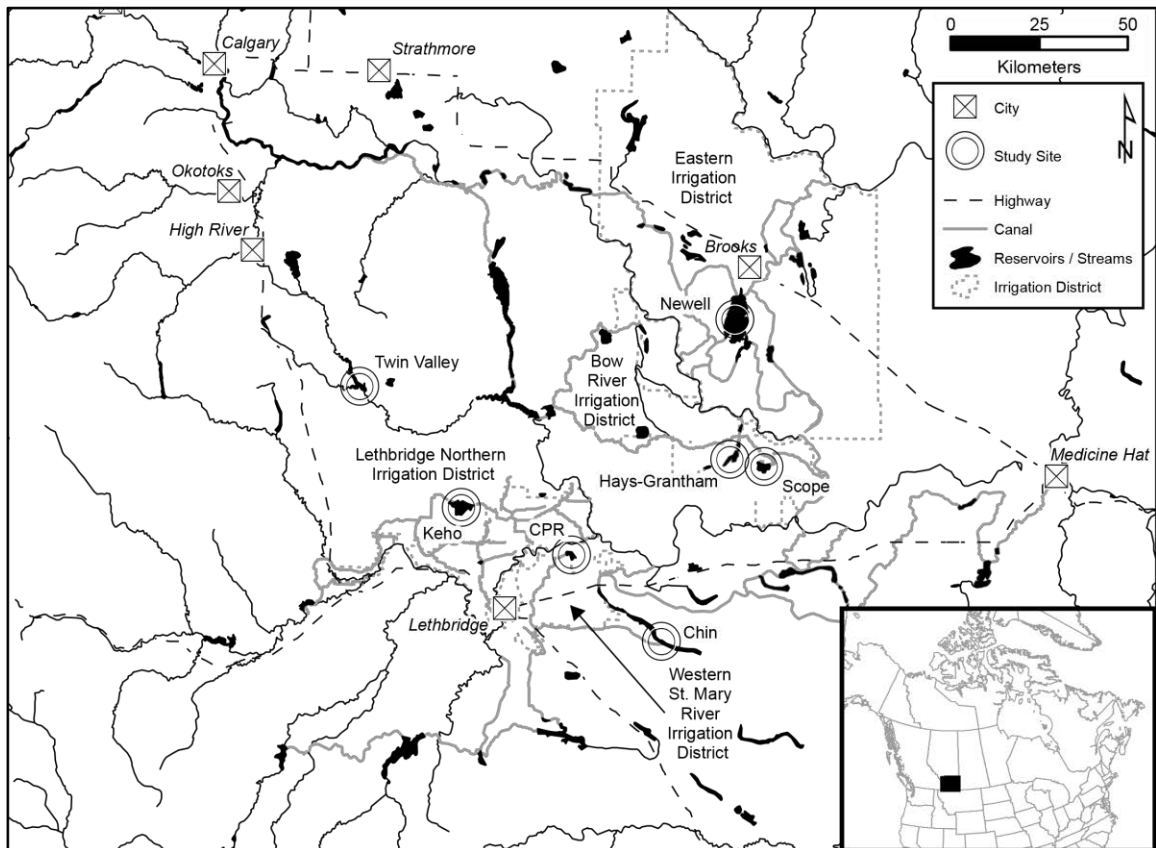 Calgary
Strathmore
0 25 50
Kilometers
City
Study Site
Highway
Canal
Reservoirs / Streams
Irrigation District
N
Okotoks
High River
Eastern
Irrigation
District
Brooks
Newell
Twin Valley
Bow
River
Irrigation
District
Lethbridge Northern
Irrigation District
Hays-Grantham
Scope
Medicine Hat
Keho
CPR
Lethbridge
Chin
Western
St. Mary
River
Irrigation
District